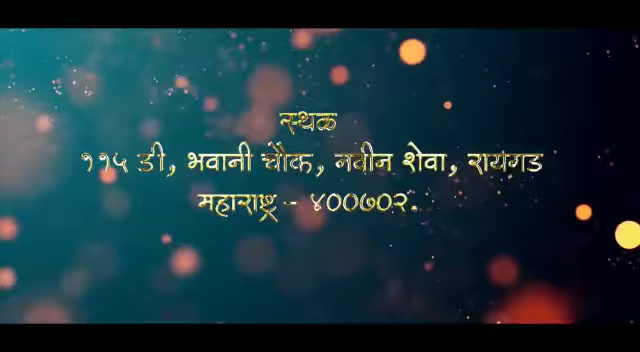 स्थळ
११५ डी, भवानी चौक, नवीन शेवा, रायगड
महाराष्ट्र - ४००७०२.